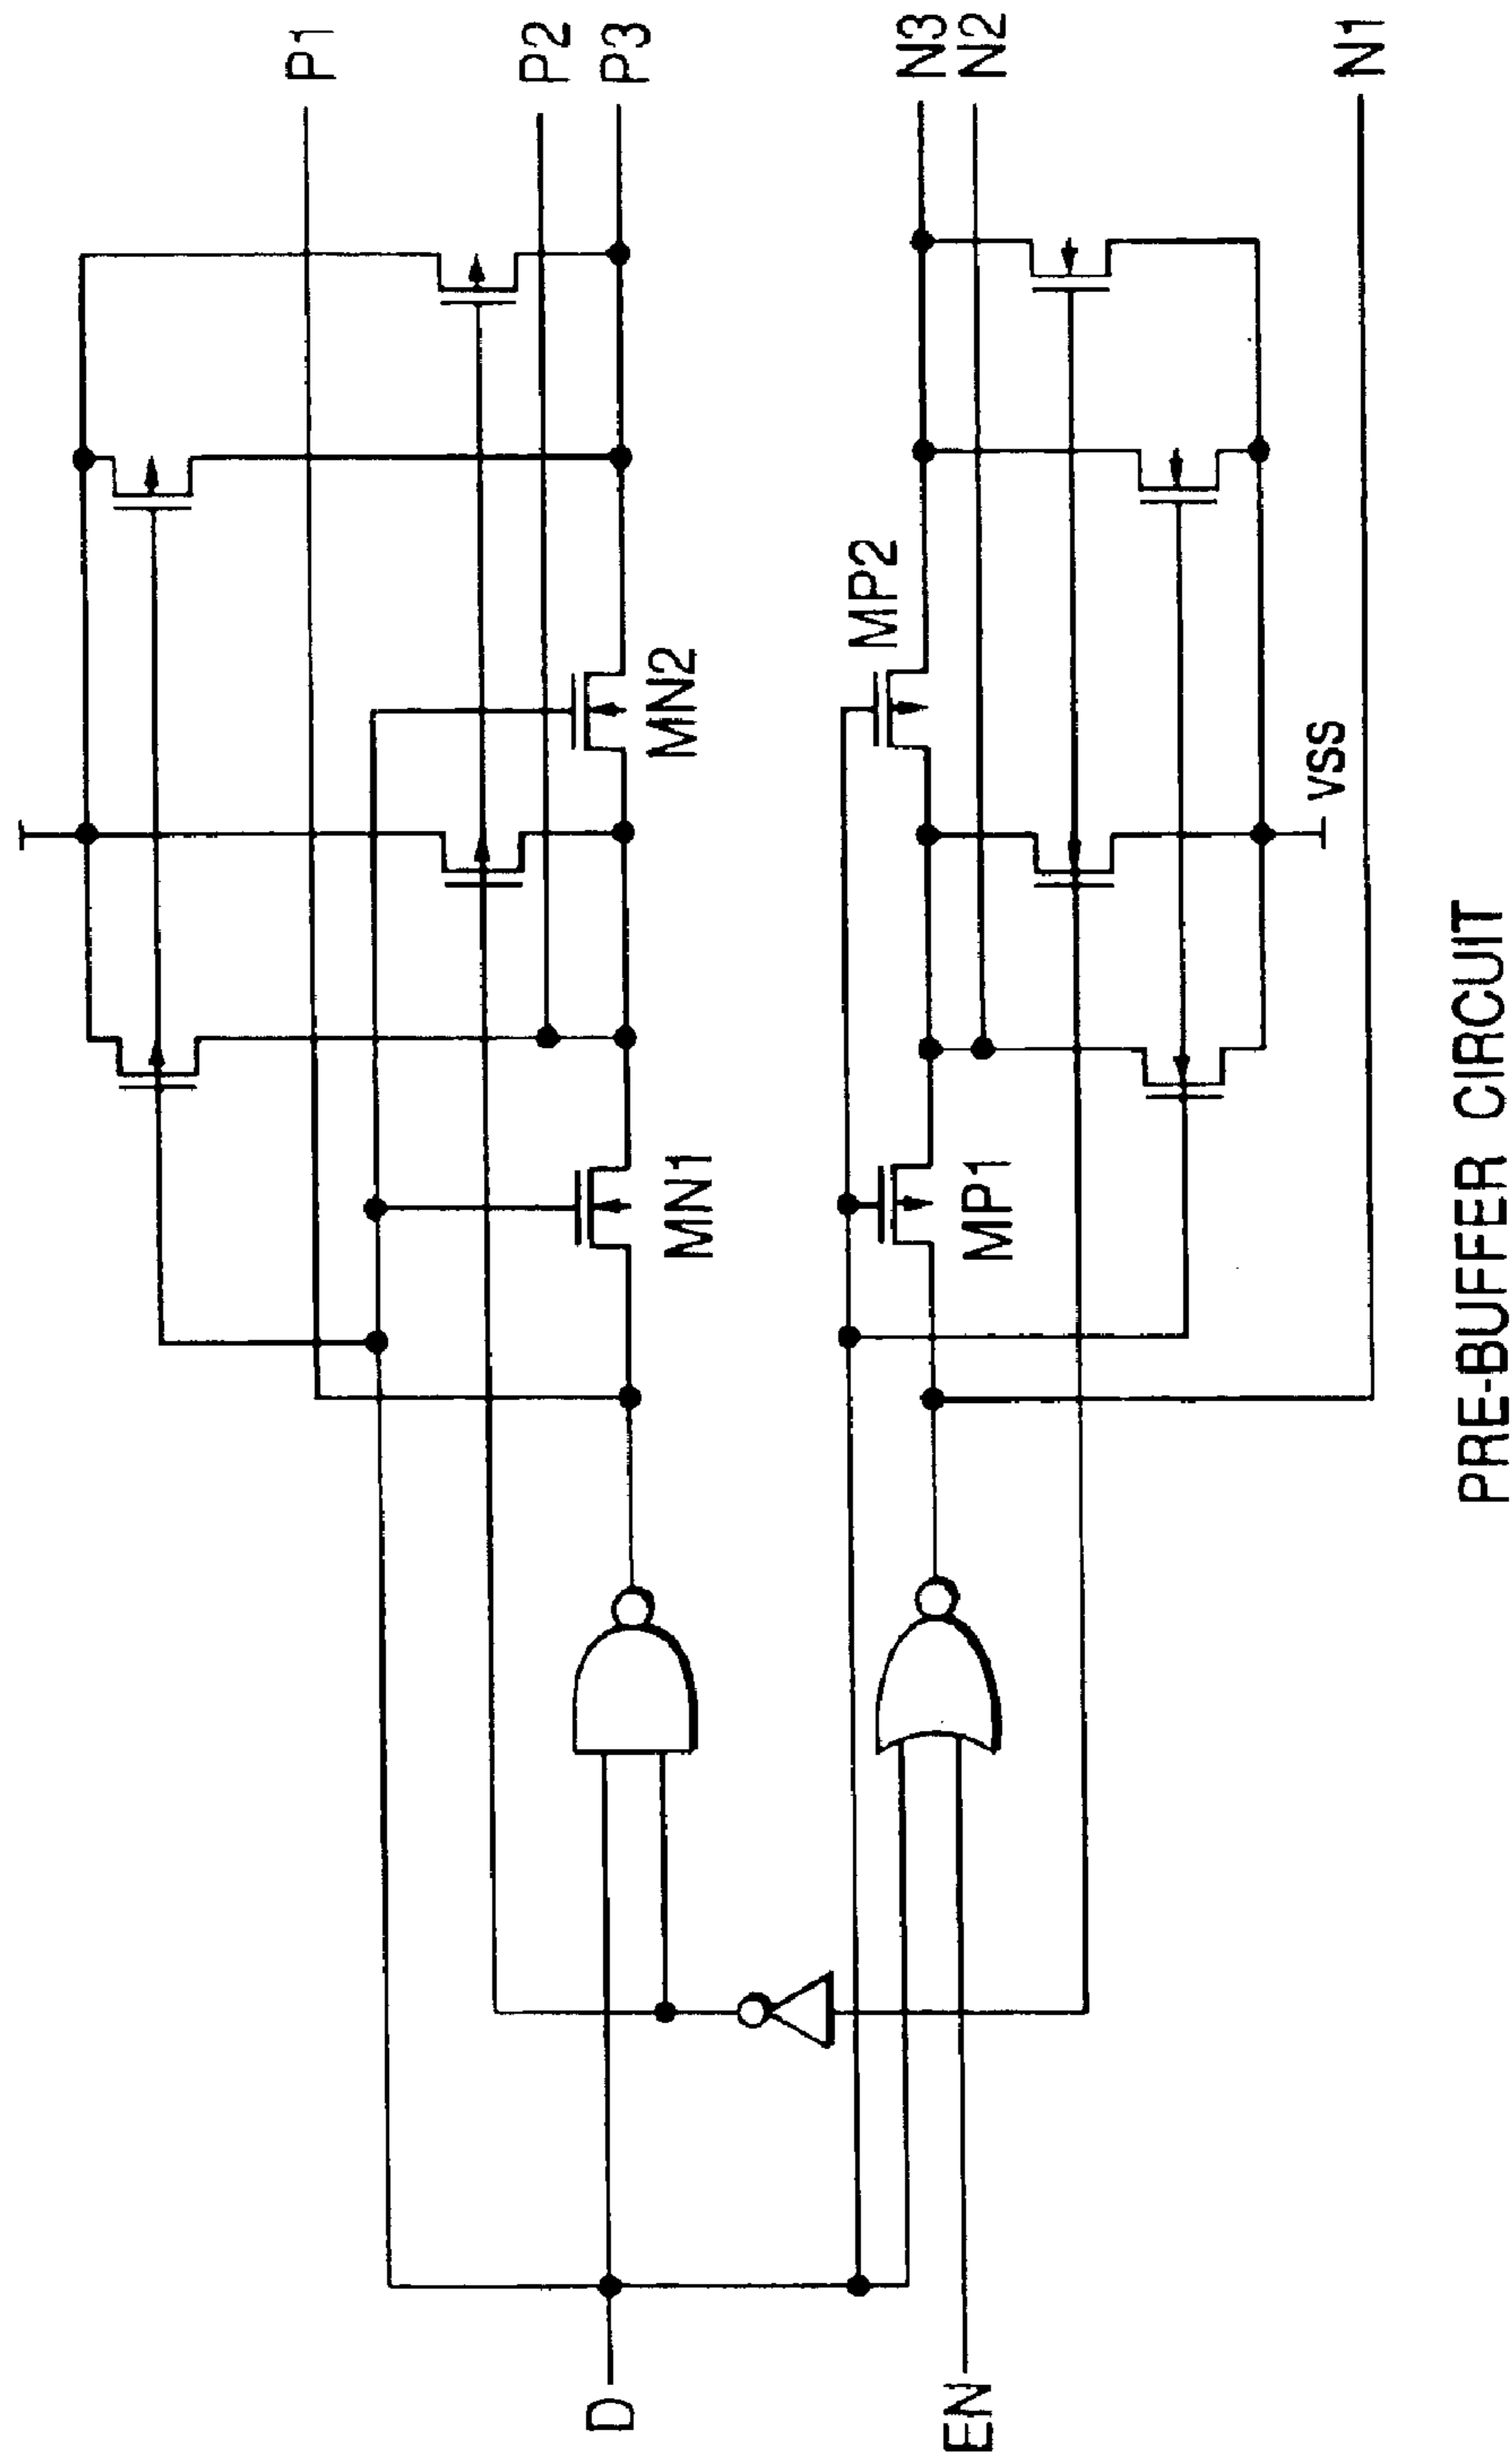 P1
P2
P3
MN1
MN2
D
EN
MP1
MP2
N3
N2
N1
VSS
PRE-BUFFER CIRCUIT